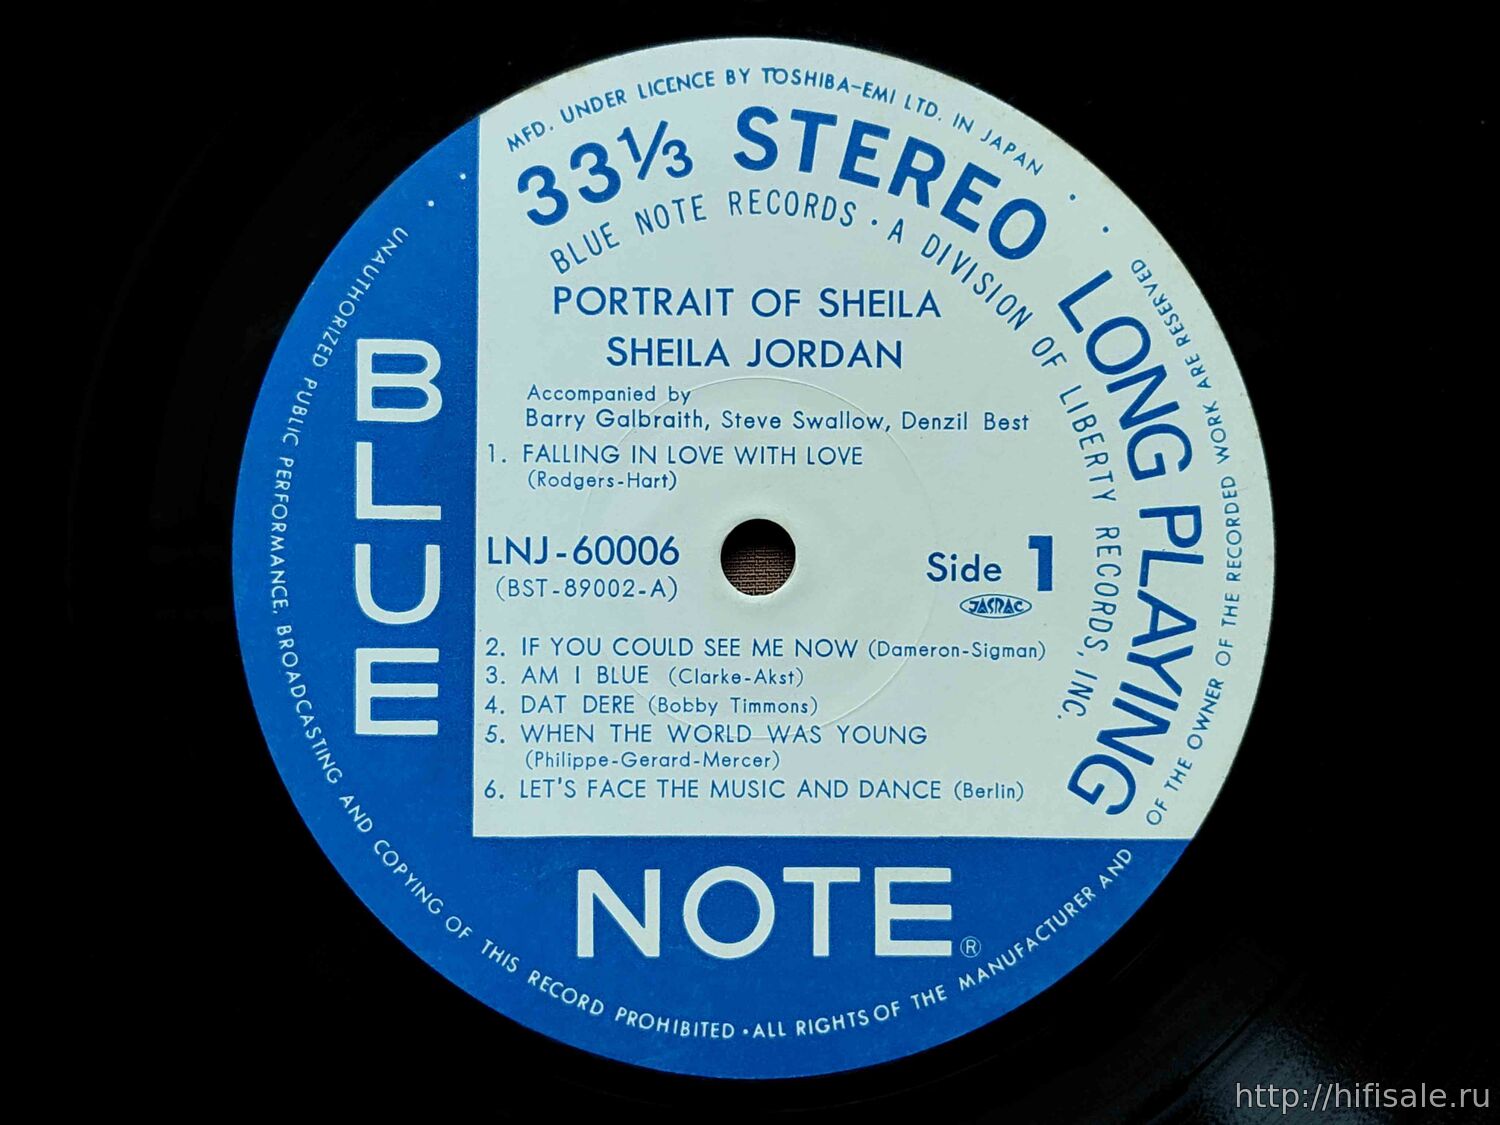 MFD. UNDER LICENCE BY TOSHIBA-EMI LTD. IN JAPAN
33⅓ STEREO LONG PLAYING
BLUE NOTE RECORDS · A DIVISION OF LIBERTY RECORDS, INC.
PORTRAIT OF SHEILA
SHEILA JORDAN
Accompanied by
Barry Galbraith, Steve Swallow, Denzil Best
1. FALLING IN LOVE WITH LOVE
(Rodgers-Hart)
LNJ-60006
(BST-89002-A)
Side 1
JASRAC
2. IF YOU COULD SEE ME NOW (Dameron-Sigman)
3. AM I BLUE (Clarke-Akst)
4. DAT DERE (Bobby Timmons)
5. WHEN THE WORLD WAS YOUNG
(Philippe-Gerard-Mercer)
6. LET'S FACE THE MUSIC AND DANCE (Berlin)
BLUE
NOTE®
UNAUTHORIZED PUBLIC PERFORMANCE, BROADCASTING AND COPYING OF THIS RECORD PROHIBITED · ALL RIGHTS OF THE MANUFACTURER AND OF THE OWNER OF THE RECORDED WORK ARE RESERVED
http://hifisale.ru